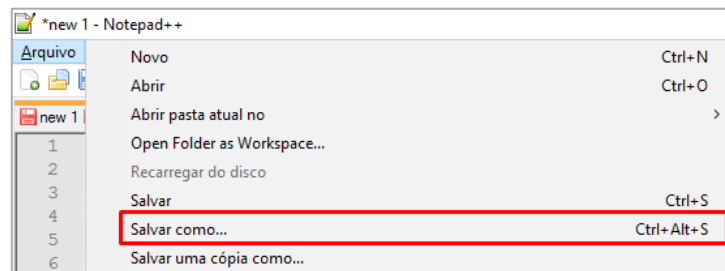 *new 1 - Notepad++
Arquivo
Novo Ctrl+N
Abrir Ctrl+O
new 1
Abrir pasta atual no
1
Open Folder as Workspace...
2
Recarregar do disco
3
Salvar Ctrl+S
4
Salvar como... Ctrl+Alt+S
5
Salvar uma cópia como...
6